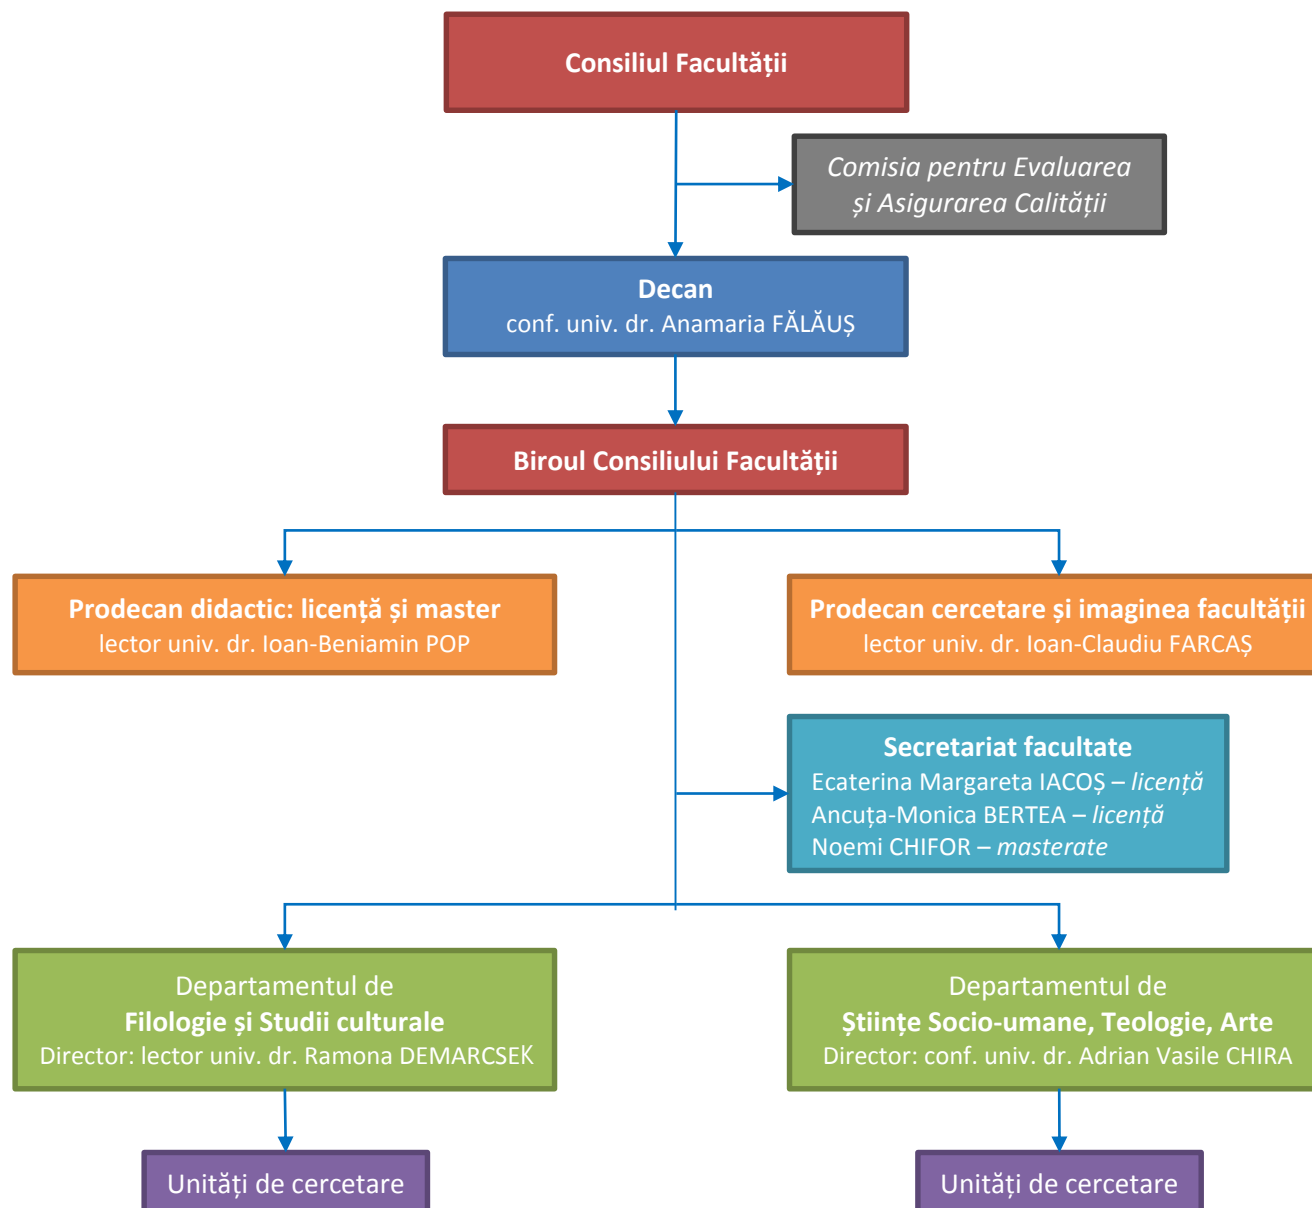 Consiliul Facultății
Comisia pentru Evaluarea
și Asigurarea Calității
Decan
conf. univ. dr. Anamaria FĂLĂUȘ
Biroul Consiliului Facultății
Prodecan didactic: licență și master
lector univ. dr. Ioan-Beniamin POP
Prodecan cercetare și imaginea facultății
lector univ. dr. Ioan-Claudiu FARCAȘ
Secretariat facultate
Ecaterina Margareta IACOȘ – licență
Ancuța-Monica BERTEA – licență
Noemi CHIFOR – masterate
Departamentul de
Filologie și Studii culturale
Director: lector univ. dr. Ramona DEMARCSEK
Departamentul de
Științe Socio-umane, Teologie, Arte
Director: conf. univ. dr. Adrian Vasile CHIRA
Unități de cercetare
Unități de cercetare